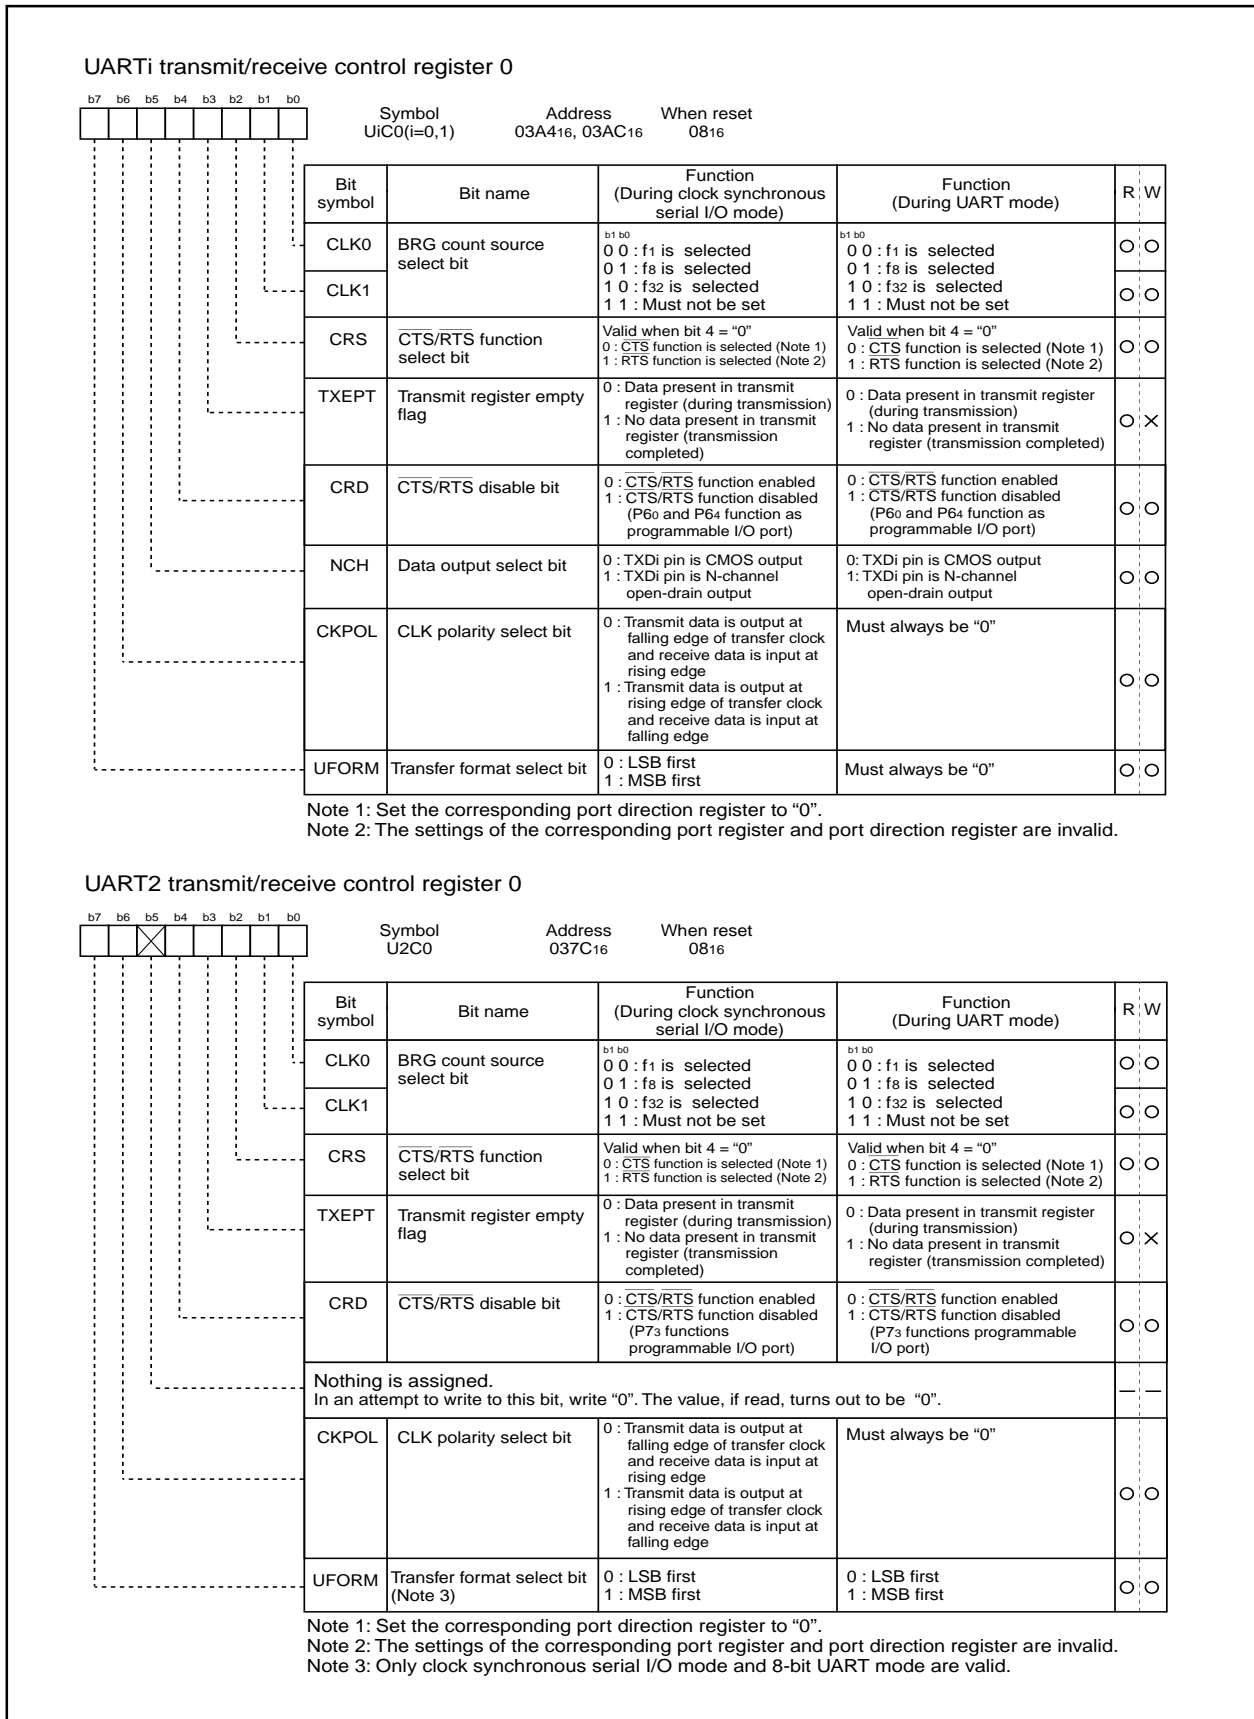 UARTi transmit/receive control register 0
b7 b6 b5 b4 b3 b2 b1 b0
Symbol Address When reset
UiC0(i=0,1) 03A416, 03AC16 0816
Bit symbol Bit name Function (During clock synchronous serial I/O mode) Function (During UART mode) R W
CLK0 BRG count source select bit
CLK1
b1 b0
0 0 : f1 is selected
0 1 : f8 is selected
1 0 : f32 is selected
1 1 : Must not be set
b1 b0
0 0 : f1 is selected
0 1 : f8 is selected
1 0 : f32 is selected
1 1 : Must not be set
CRS CTS/RTS function select bit
Valid when bit 4 = “0”
0 : CTS function is selected (Note 1)
1 : RTS function is selected (Note 2)
Valid when bit 4 = “0”
0 : CTS function is selected (Note 1)
1 : RTS function is selected (Note 2)
TXEPT Transmit register empty flag
0 : Data present in transmit
register (during transmission)
1 : No data present in transmit
register (transmission
completed)
0 : Data present in transmit register
(during transmission)
1 : No data present in transmit
register (transmission completed)
CRD CTS/RTS disable bit
0 : CTS/RTS function enabled
1 : CTS/RTS function disabled
(P60 and P64 function as
programmable I/O port)
0 : CTS/RTS function enabled
1 : CTS/RTS function disabled
(P60 and P64 function as
programmable I/O port)
NCH Data output select bit
0 : TXDi pin is CMOS output
1 : TXDi pin is N-channel
open-drain output
0: TXDi pin is CMOS output
1: TXDi pin is N-channel
open-drain output
CKPOL CLK polarity select bit
0 : Transmit data is output at
falling edge of transfer clock
and receive data is input at
rising edge
1 : Transmit data is output at
rising edge of transfer clock
and receive data is input at
falling edge
Must always be “0”
UFORM Transfer format select bit
0 : LSB first
1 : MSB first
Must always be “0”
Note 1: Set the corresponding port direction register to “0”.
Note 2: The settings of the corresponding port register and port direction register are invalid.
UART2 transmit/receive control register 0
b7 b6 b5 b4 b3 b2 b1 b0
Symbol Address When reset
U2C0 037C16 0816
Bit symbol Bit name Function (During clock synchronous serial I/O mode) Function (During UART mode) R W
CLK0 BRG count source select bit
CLK1
b1 b0
0 0 : f1 is selected
0 1 : f8 is selected
1 0 : f32 is selected
1 1 : Must not be set
b1 b0
0 0 : f1 is selected
0 1 : f8 is selected
1 0 : f32 is selected
1 1 : Must not be set
CRS CTS/RTS function select bit
Valid when bit 4 = “0”
0 : CTS function is selected (Note 1)
1 : RTS function is selected (Note 2)
Valid when bit 4 = “0”
0 : CTS function is selected (Note 1)
1 : RTS function is selected (Note 2)
TXEPT Transmit register empty flag
0 : Data present in transmit
register (during transmission)
1 : No data present in transmit
register (transmission
completed)
0 : Data present in transmit register
(during transmission)
1 : No data present in transmit
register (transmission completed)
CRD CTS/RTS disable bit
0 : CTS/RTS function enabled
1 : CTS/RTS function disabled
(P73 functions
programmable I/O port)
0 : CTS/RTS function enabled
1 : CTS/RTS function disabled
(P73 functions programmable
I/O port)
Nothing is assigned.
In an attempt to write to this bit, write “0”. The value, if read, turns out to be “0”.
CKPOL CLK polarity select bit
0 : Transmit data is output at
falling edge of transfer clock
and receive data is input at
rising edge
1 : Transmit data is output at
rising edge of transfer clock
and receive data is input at
falling edge
Must always be “0”
UFORM Transfer format select bit (Note 3)
0 : LSB first
1 : MSB first
0 : LSB first
1 : MSB first
Note 1: Set the corresponding port direction register to “0”.
Note 2: The settings of the corresponding port register and port direction register are invalid.
Note 3: Only clock synchronous serial I/O mode and 8-bit UART mode are valid.